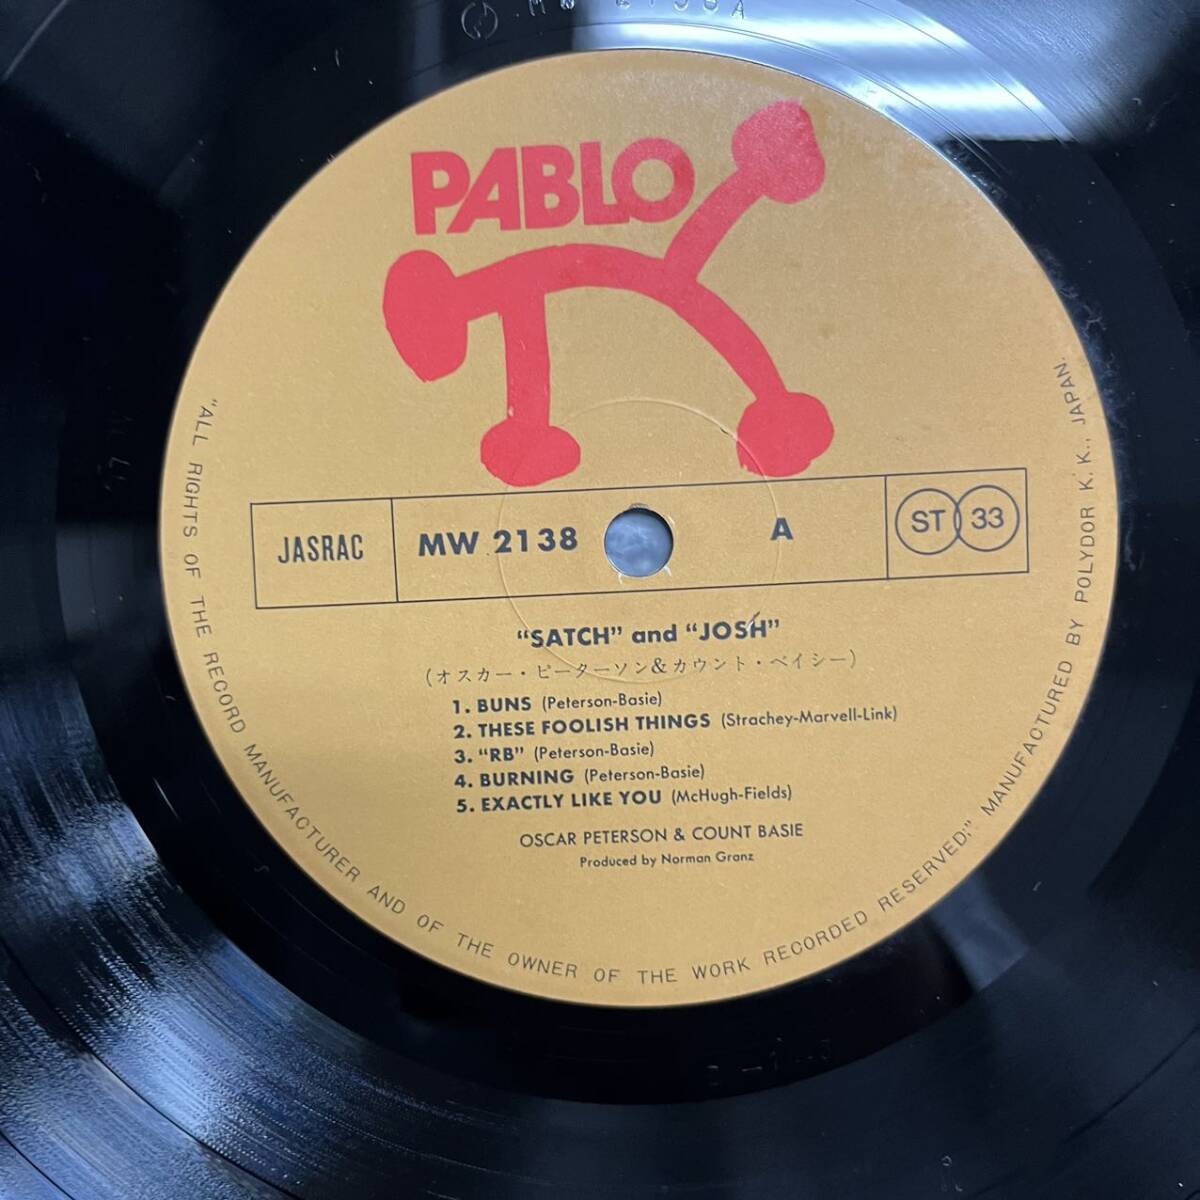 PABLO
JASRAC
MW 2138
A
ST 33
"SATCH" and "JOSH"
(オスカー・ピーターソン&カウント・ベイシー)
1. BUNS (Peterson-Basie)
2. THESE FOOLISH THINGS (Strachey-Marvell-Link)
3. "RB" (Peterson-Basie)
4. BURNING (Peterson-Basie)
5. EXACTLY LIKE YOU (McHugh-Fields)
OSCAR PETERSON & COUNT BASIE
Produced by Norman Granz
"ALL RIGHTS OF THE RECORD MANUFACTURER AND OF THE OWNER OF THE WORK RECORDED RESERVED;" MANUFACTURED BY POLYDOR K. K., JAPAN.